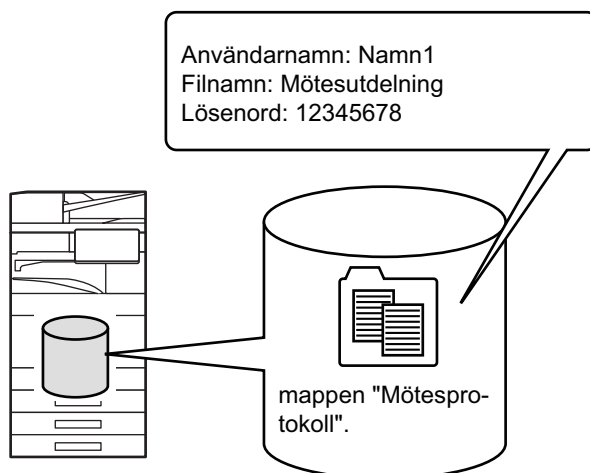 Användarnamn: Namn1
Filnamn: Mötesutdelning
Lösenord: 12345678
mappen "Mötespro-
tokoll".